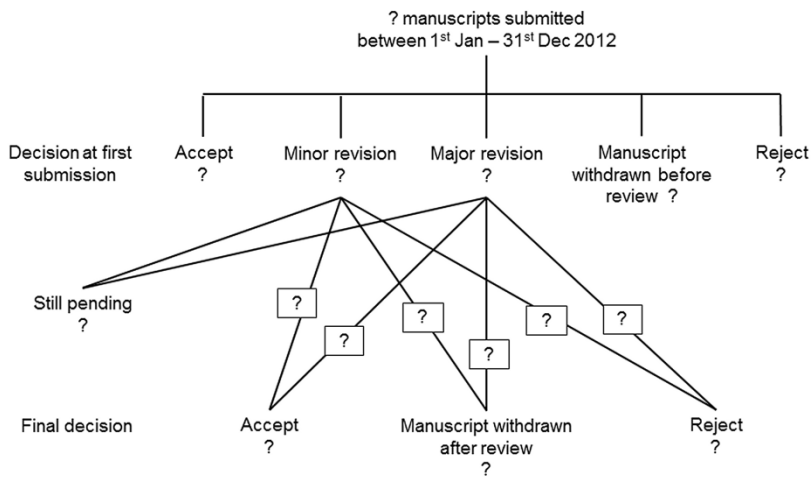 ? manuscripts submitted
between 1st Jan – 31st Dec 2012
Decision at first
submission
Accept
?
Minor revision
?
Major revision
?
Manuscript
withdrawn before
review ?
Reject
?
Still pending
?
?
?
?
?
?
?
Final decision
Accept
?
Manuscript withdrawn
after review
?
Reject
?